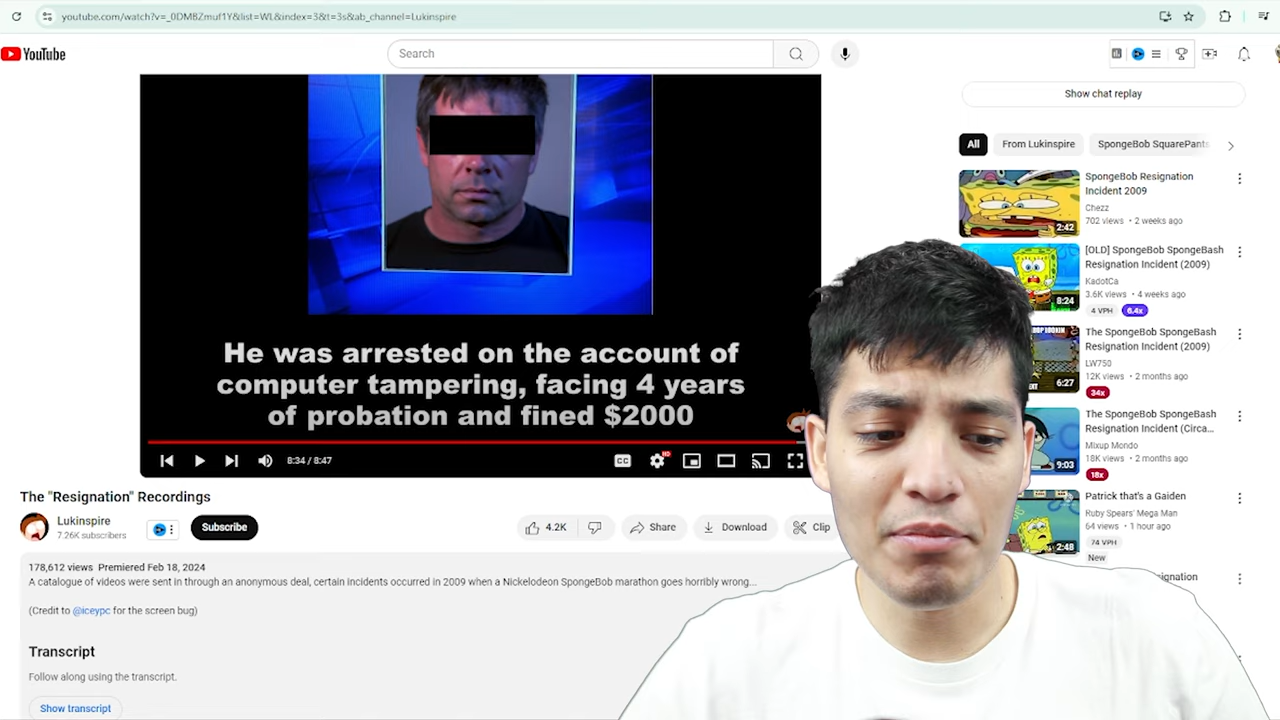 youtube.com/watch?v=_0DM8Zmuf1Y&list=WL&index=3&t=3s&ab_channel=Lukinspire
YouTube
Search
He was arrested on the account of
computer tampering, facing 4 years
of probation and fined $2000
8:34 / 8:47
CC
HD
The "Resignation" Recordings
Lukinspire
7.26K subscribers
Subscribe
4.2K
Share
Download
Clip
178,612 views Premiered Feb 18, 2024
A catalogue of videos were sent in through an anonymous deal, certain incidents occurred in 2009 when a Nickelodeon SpongeBob marathon goes horribly wrong...
(Credit to @iceypc for the screen bug)
Transcript
Follow along using the transcript.
Show transcript
Show chat replay
All
From Lukinspire
SpongeBob SquarePants
SpongeBob Resignation
Incident 2009
Chezz
702 views • 2 weeks ago
2:42
[OLD] SpongeBob SpongeBash
Resignation Incident (2009)
KadotCa
3.6K views • 4 weeks ago
4 VPH
6.4x
8:24
The SpongeBob SpongeBash
Resignation Incident (2009)
LW750
12K views • 2 months ago
34x
6:27
The SpongeBob SpongeBash
Resignation Incident (Circa...
Mixup Mondo
18K views • 2 months ago
18x
9:03
Patrick that's a Gaiden
Ruby Spears' Mega Man
64 views • 1 hour ago
74 VPH
New
2:48